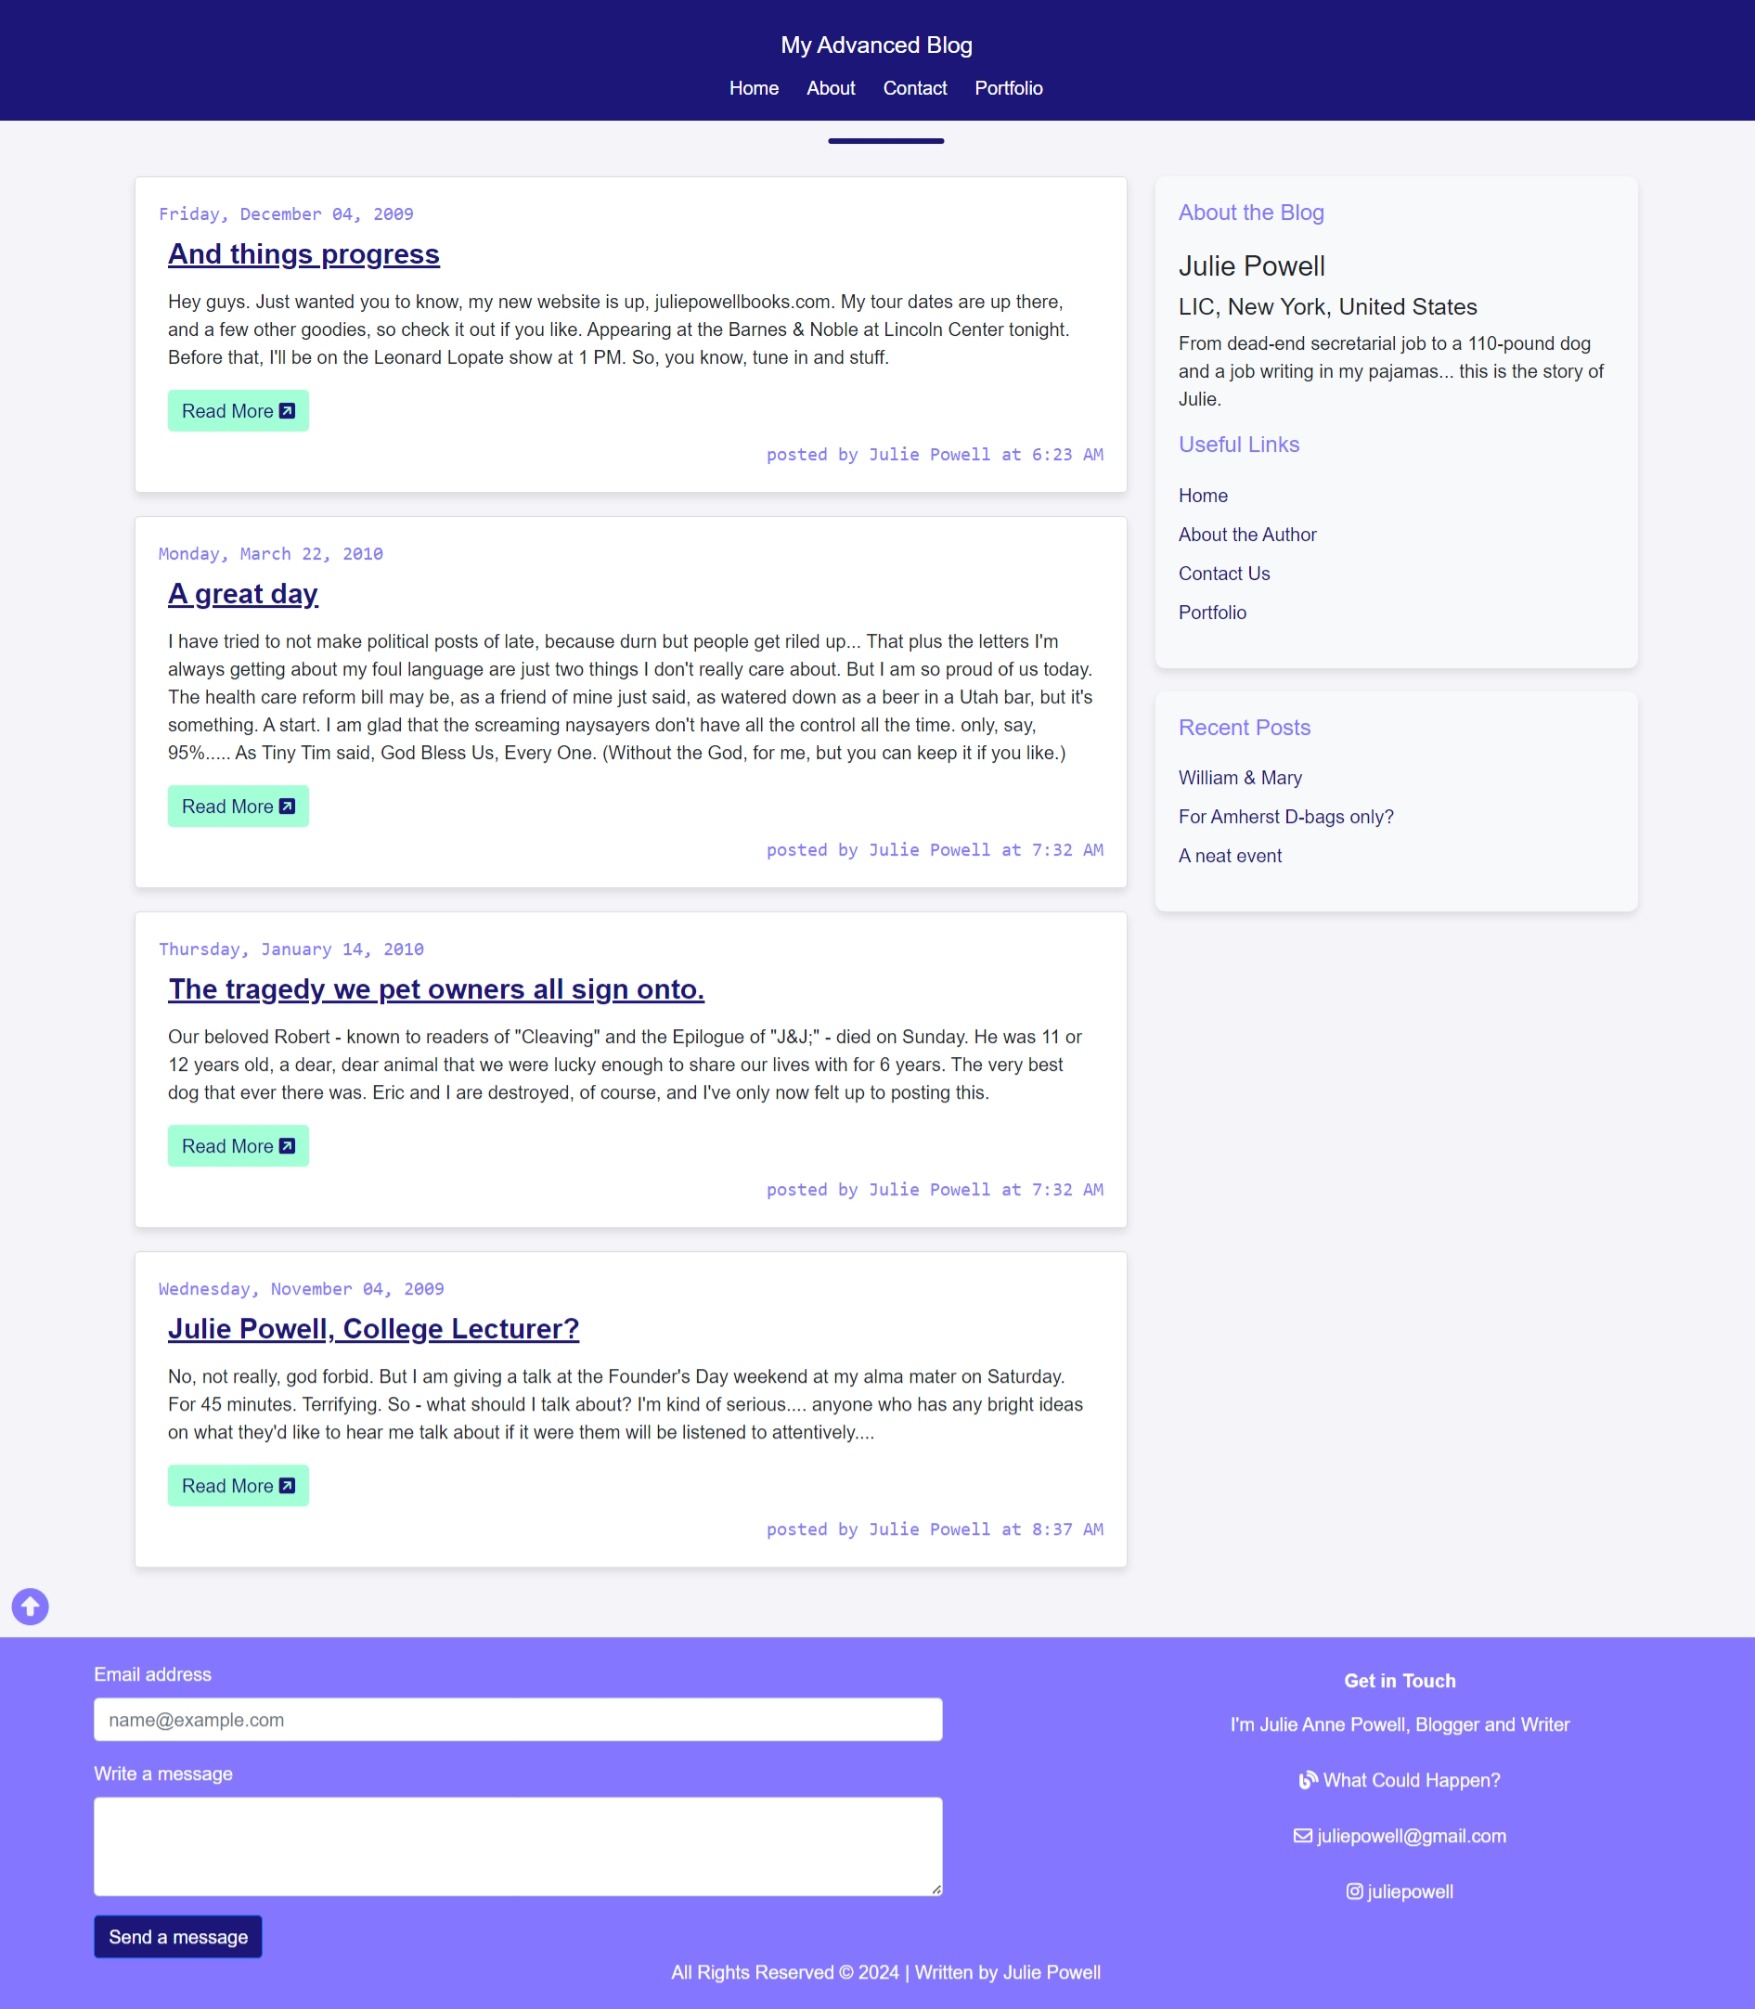 My Advanced Blog
Home About Contact Portfolio
Friday, December 04, 2009
And things progress
Hey guys. Just wanted you to know, my new website is up, juliepowellbooks.com. My tour dates are up there,
and a few other goodies, so check it out if you like. Appearing at the Barnes & Noble at Lincoln Center tonight.
Before that, I'll be on the Leonard Lopate show at 1 PM. So, you know, tune in and stuff.
Read More
posted by Julie Powell at 6:23 AM
Monday, March 22, 2010
A great day
I have tried to not make political posts of late, because durn but people get riled up... That plus the letters I'm
always getting about my foul language are just two things I don't really care about. But I am so proud of us today.
The health care reform bill may be, as a friend of mine just said, as watered down as a beer in a Utah bar, but it's
something. A start. I am glad that the screaming naysayers don't have all the control all the time. only, say,
95%..... As Tiny Tim said, God Bless Us, Every One. (Without the God, for me, but you can keep it if you like.)
Read More
posted by Julie Powell at 7:32 AM
Thursday, January 14, 2010
The tragedy we pet owners all sign onto.
Our beloved Robert - known to readers of "Cleaving" and the Epilogue of "J&J;" - died on Sunday. He was 11 or
12 years old, a dear, dear animal that we were lucky enough to share our lives with for 6 years. The very best
dog that ever there was. Eric and I are destroyed, of course, and I've only now felt up to posting this.
Read More
posted by Julie Powell at 7:32 AM
Wednesday, November 04, 2009
Julie Powell, College Lecturer?
No, not really, god forbid. But I am giving a talk at the Founder's Day weekend at my alma mater on Saturday.
For 45 minutes. Terrifying. So - what should I talk about? I'm kind of serious.... anyone who has any bright ideas
on what they'd like to hear me talk about if it were them will be listened to attentively....
Read More
posted by Julie Powell at 8:37 AM
About the Blog
Julie Powell
LIC, New York, United States
From dead-end secretarial job to a 110-pound dog
and a job writing in my pajamas... this is the story of
Julie.
Useful Links
Home
About the Author
Contact Us
Portfolio
Recent Posts
William & Mary
For Amherst D-bags only?
A neat event
Email address
name@example.com
Write a message
Send a message
Get in Touch
I'm Julie Anne Powell, Blogger and Writer
What Could Happen?
juliepowell@gmail.com
juliepowell
All Rights Reserved © 2024 | Written by Julie Powell